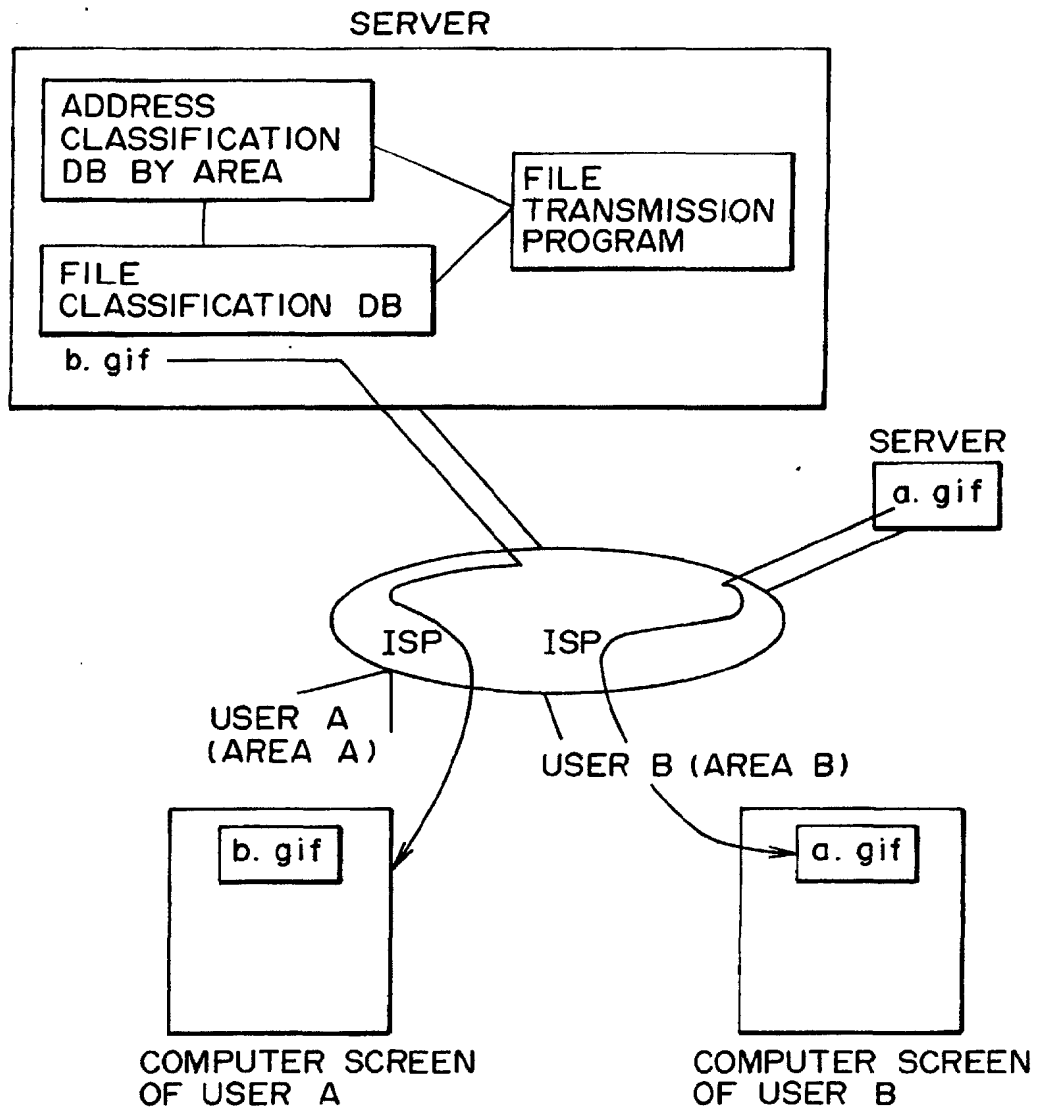 SERVER
ADDRESS
CLASSIFICATION
DB BY AREA
FILE
TRANSMISSION
PROGRAM
FILE
CLASSIFICATION DB
b. gif
SERVER
a. gif
ISP
ISP
USER A
(AREA A)
USER B (AREA B)
b. gif
a. gif
COMPUTER SCREEN
OF USER A
COMPUTER SCREEN
OF USER B